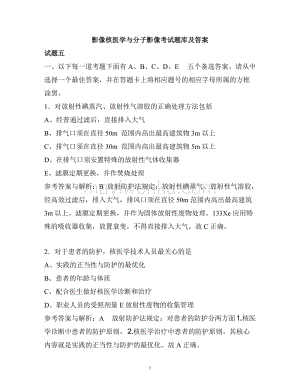 影像核医学与分子影像考试题库及答案
试题五
一、以下每一道考题下面有 A、B、C、D、E 五个备选答案。请从中选
择一个最佳答案，并在答题卡上将相应题号的相应字母所属的方框
涂黑。
1．对放射性碘蒸汽、放射性气溶胶的正确处理方法包括
A、经普通过滤后，直接排入大气
B、排气口须在直径 50m 范围内高出最高建筑物 3m 以上
C、排气口须在直径 30m 范围内高出最高建筑物 5m 以上
D、在排气口须安置特殊的放射性气体收集器
E、滤膜定期更换，并作焚烧处理
参考答案与解析：B 放射防护法规定：放射性碘蒸气、放射性气溶胶，
经高效过滤后，排入大气，排风口须在直径 50m 范围内高出最高建筑
3m 以上。滤膜定期更换，并作为固体放射性废物处理。133Xe 应用特
殊的吸收器收集，放置衰变，不得直接排入大气。故 C 正确。
2．对于患者的防护，核医学技术人员最关心的是
A、实践的正当性与防护的最优化
B、患者的年龄与体质
C、配合医生做好核医学诊断和治疗
D、职业人员的受照剂量 E 放射性废物的收集管理
参考答案与解析：A 放射防护法规定：对患者的防护分两方面⒈核医
学诊断中患者的防护原则，⒉核医学治疗中患者的防护原则。其核心
内容就是实践的正当性与防护的最优化。故 A 正确。
1